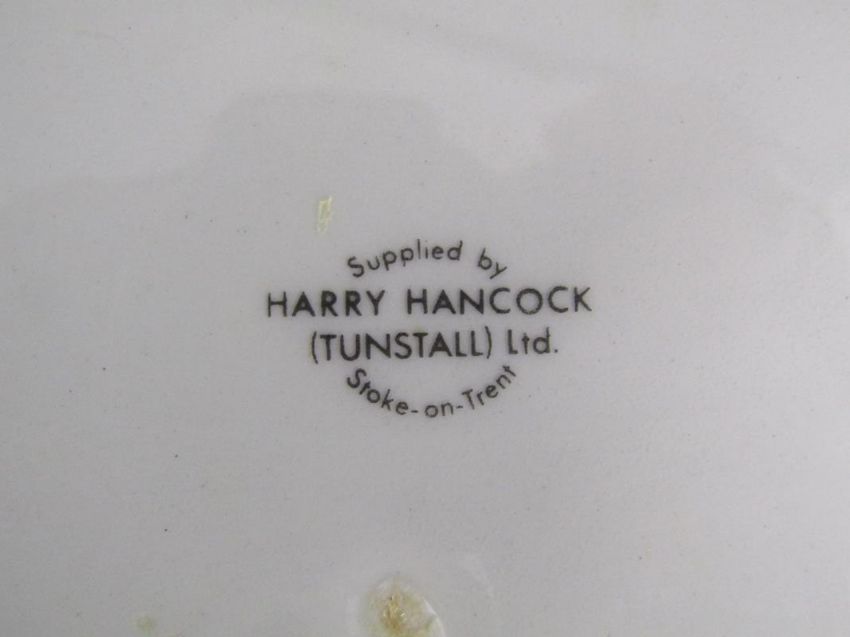 Supplied by
HARRY HANCOCK
(TUNSTALL) Ltd.
Stoke-on-Trent